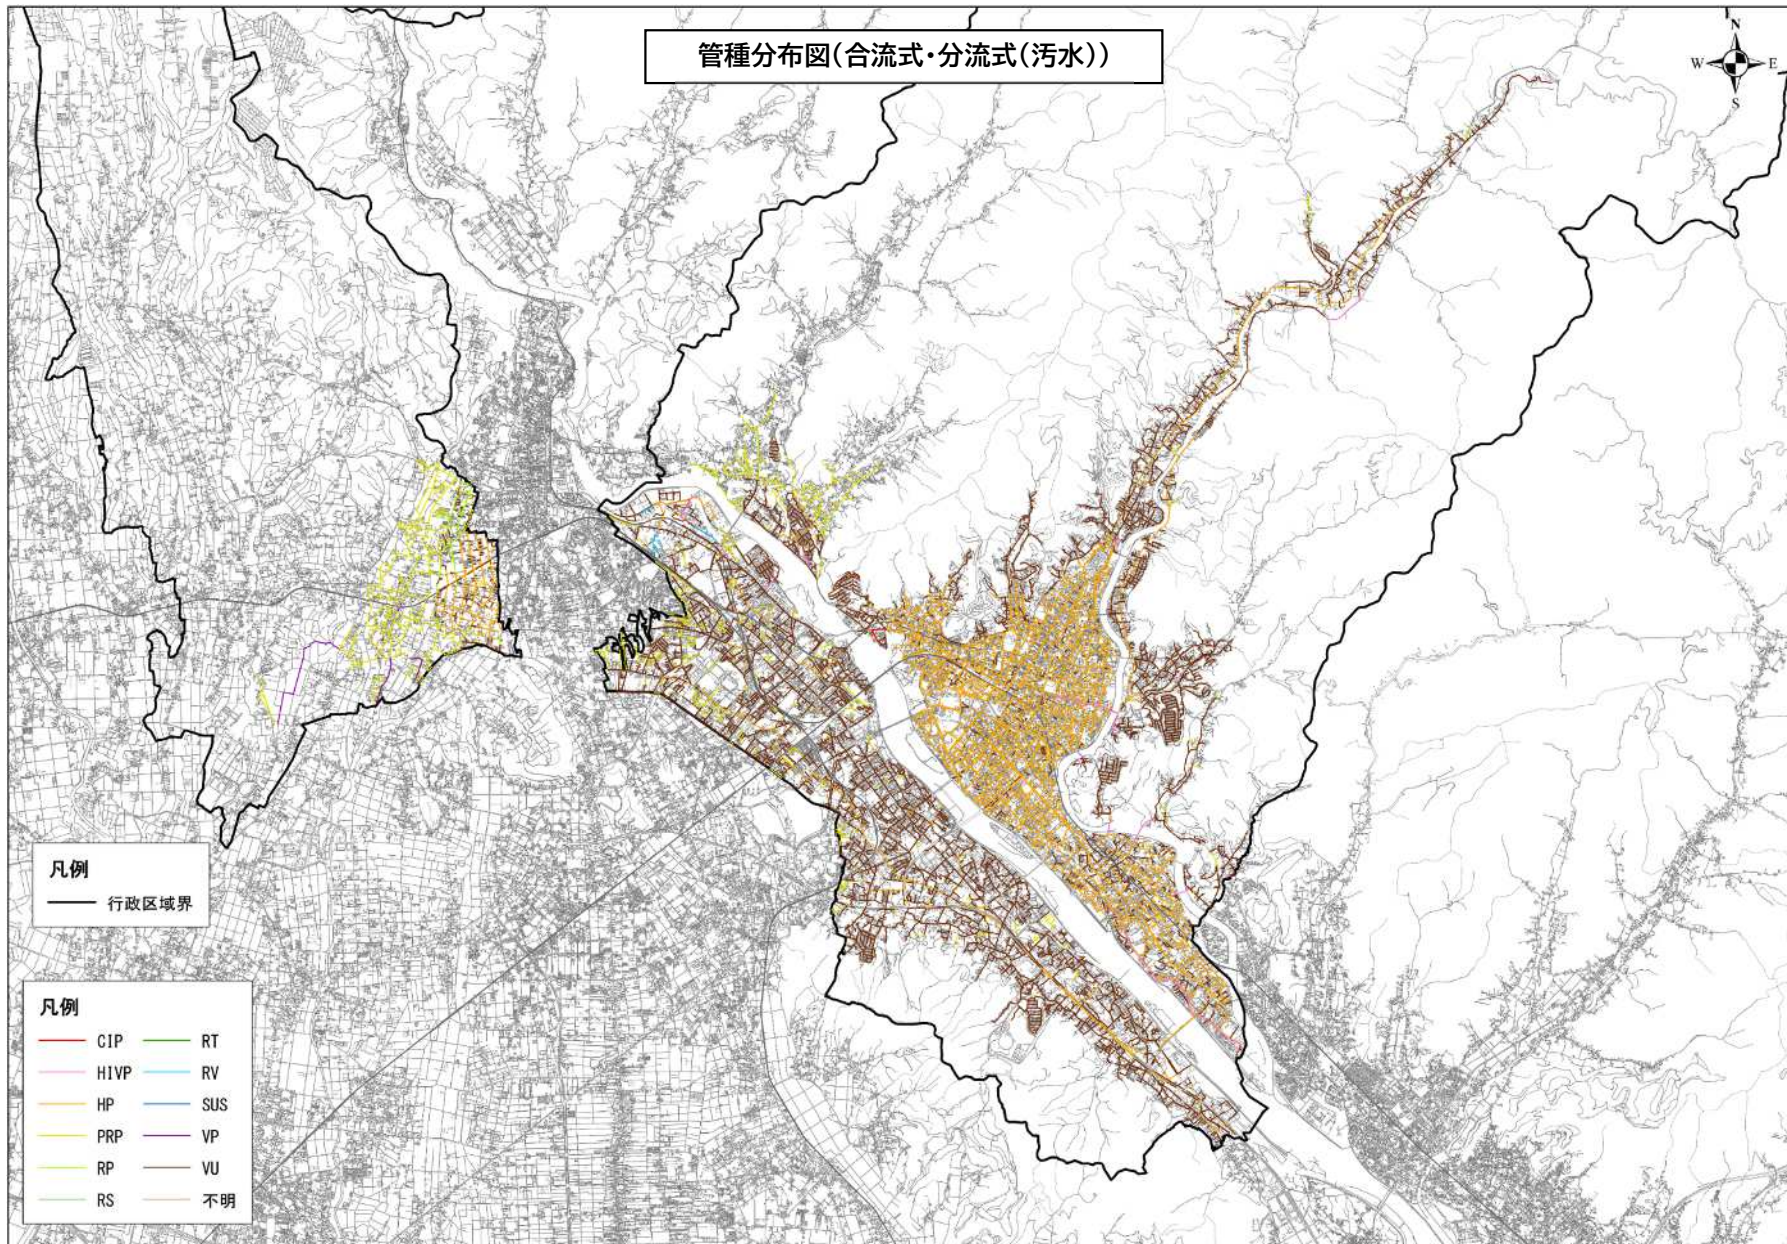 管種分布図(合流式・分流式(汚水))
N
W E
S
凡例
行政区域界
凡例
CIP RT
HIVP RV
HP SUS
PRP VP
RP VU
RS 不明